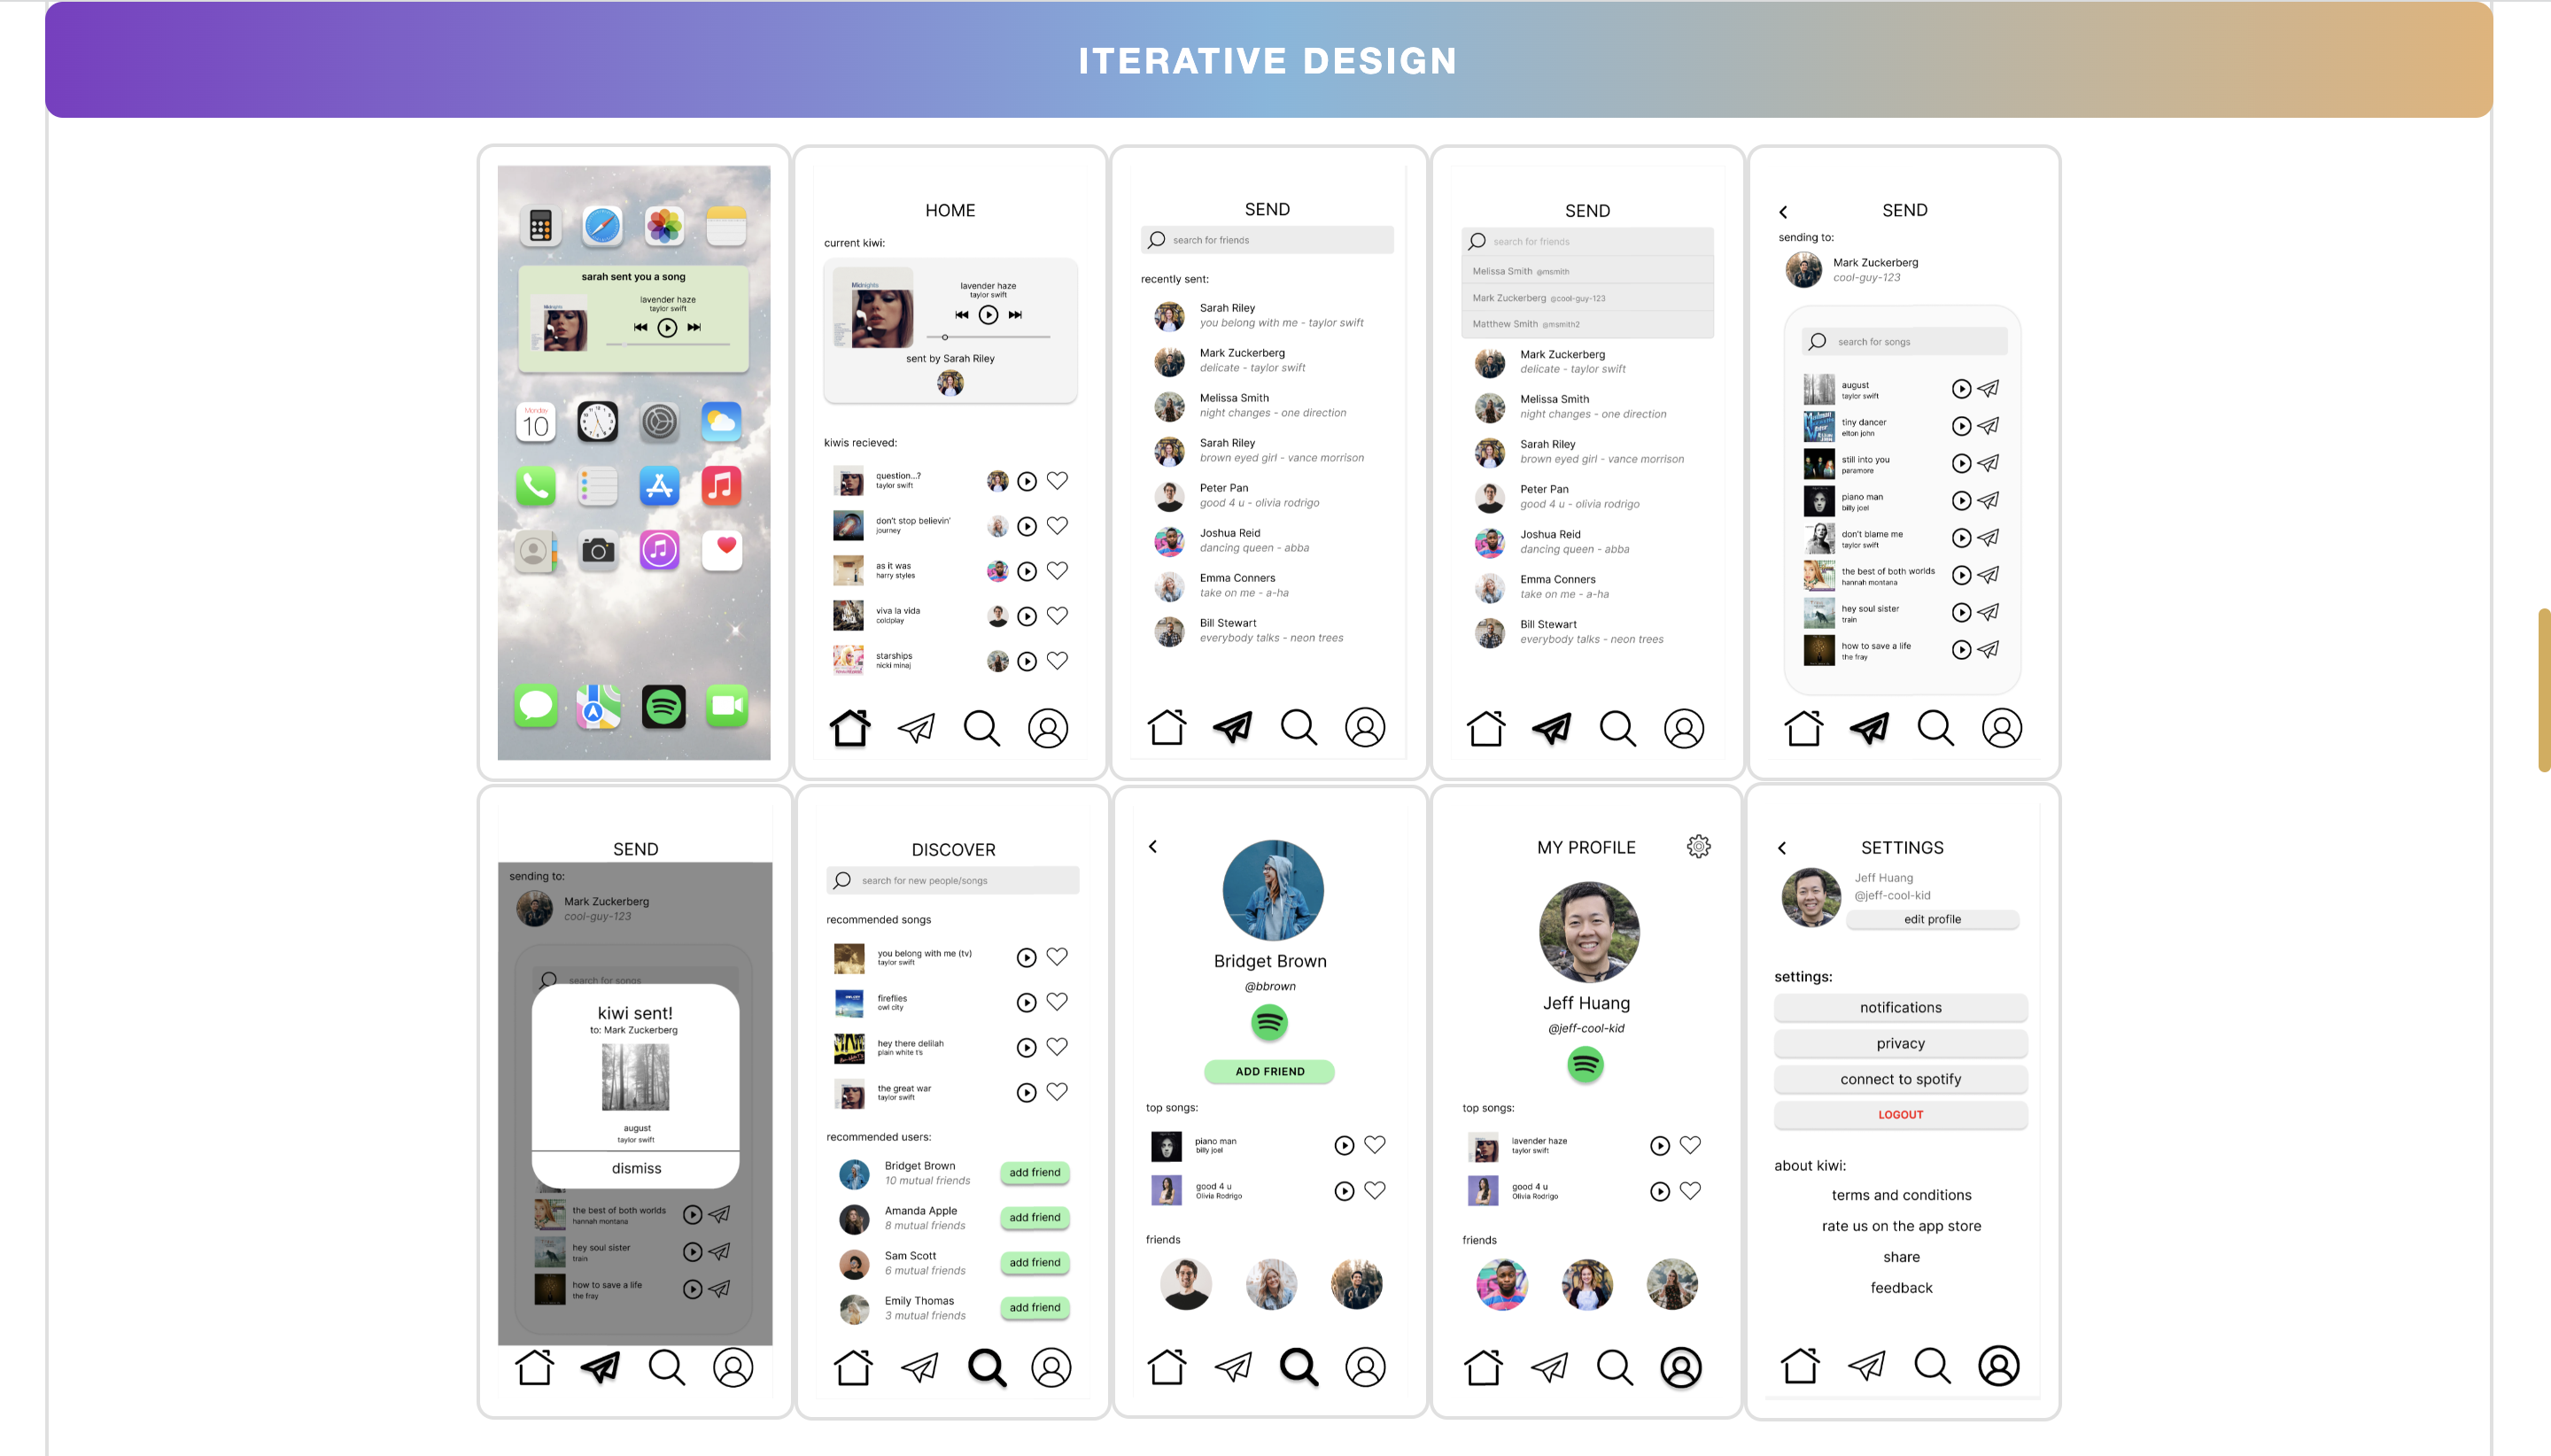 ITERATIVE DESIGN
sarah sent you a song
lavender haze
taylor swift
Monday
10
HOME
current kiwi:
Midnights
lavender haze
taylor swift
sent by Sarah Riley
kiwis recieved:
question...?
taylor swift
don't stop believin'
journey
as it was
harry styles
viva la vida
coldplay
starships
nicki minaj
SEND
search for friends
recently sent:
Sarah Riley
you belong with me - taylor swift
Mark Zuckerberg
delicate - taylor swift
Melissa Smith
night changes - one direction
Sarah Riley
brown eyed girl - vance morrison
Peter Pan
good 4 u - olivia rodrigo
Joshua Reid
dancing queen - abba
Emma Conners
take on me - a-ha
Bill Stewart
everybody talks - neon trees
SEND
search for friends
Melissa Smith @msmith
Mark Zuckerberg @cool-guy-123
Matthew Smith @msmith2
Mark Zuckerberg
delicate - taylor swift
Melissa Smith
night changes - one direction
Sarah Riley
brown eyed girl - vance morrison
Peter Pan
good 4 u - olivia rodrigo
Joshua Reid
dancing queen - abba
Emma Conners
take on me - a-ha
Bill Stewart
everybody talks - neon trees
SEND
sending to:
Mark Zuckerberg
cool-guy-123
search for songs
august
taylor swift
tiny dancer
elton john
still into you
paramore
piano man
billy joel
don't blame me
taylor swift
the best of both worlds
hannah montana
hey soul sister
train
how to save a life
the fray
SEND
sending to:
Mark Zuckerberg
cool-guy-123
search for songs
kiwi sent!
to: Mark Zuckerberg
august
taylor swift
dismiss
the best of both worlds
hannah montana
hey soul sister
train
how to save a life
the fray
DISCOVER
search for new people/songs
recommended songs
you belong with me (tv)
taylor swift
fireflies
owl city
hey there delilah
plain white t's
the great war
taylor swift
recommended users:
Bridget Brown
10 mutual friends
add friend
Amanda Apple
8 mutual friends
add friend
Sam Scott
6 mutual friends
add friend
Emily Thomas
3 mutual friends
add friend
Bridget Brown
@bbrown
ADD FRIEND
top songs:
piano man
billy joel
good 4 u
Olivia Rodrigo
friends
MY PROFILE
Jeff Huang
@jeff-cool-kid
top songs:
lavender haze
taylor swift
good 4 u
Olivia Rodrigo
friends
SETTINGS
Jeff Huang
@jeff-cool-kid
edit profile
settings:
notifications
privacy
connect to spotify
LOGOUT
about kiwi:
terms and conditions
rate us on the app store
share
feedback